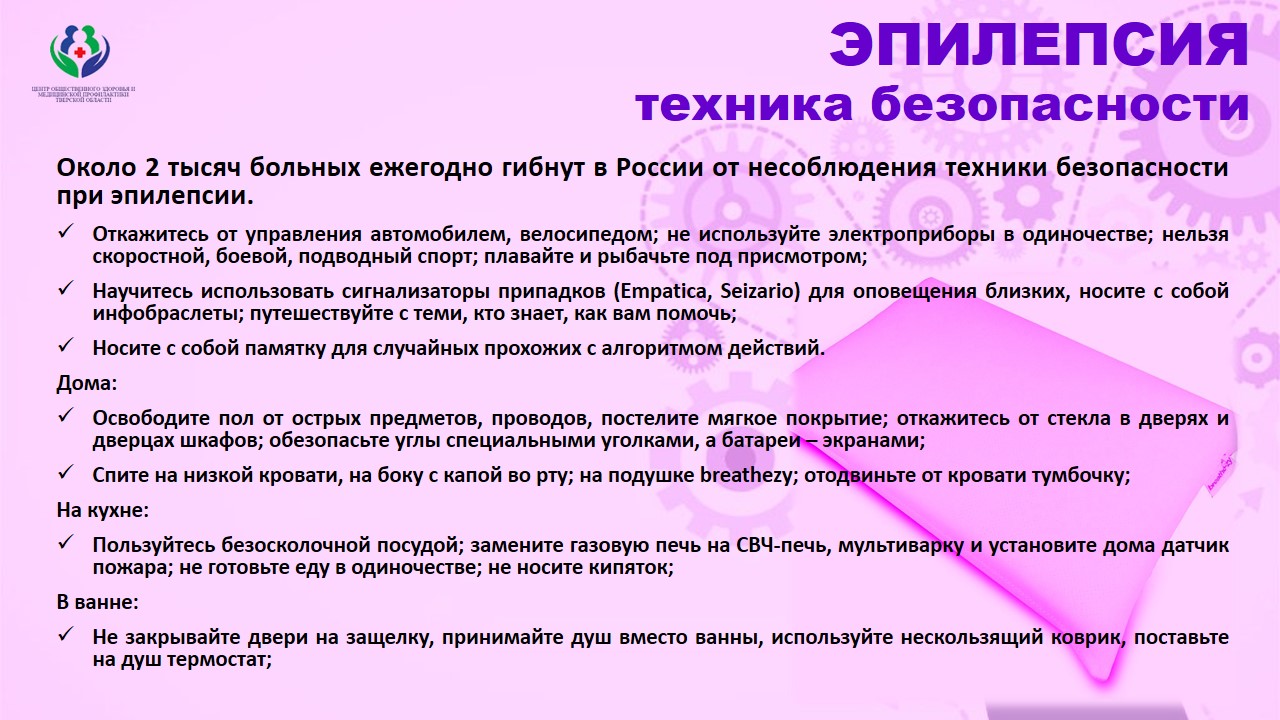 ЦЕНТР ОБЩЕСТВЕННОГО ЗДОРОВЬЯ И
МЕДИЦИНСКОЙ ПРОФИЛАКТИКИ
ТВЕРСКОЙ ОБЛАСТИ
ЭПИЛЕПСИЯ
техника безопасности
Около 2 тысяч больных ежегодно гибнут в России от несоблюдения техники безопасности
при эпилепсии.
✓ Откажитесь от управления автомобилем, велосипедом; не используйте электроприборы в одиночестве; нельзя
скоростной, боевой, подводный спорт; плавайте и рыбачьте под присмотром;
✓ Научитесь использовать сигнализаторы припадков (Empatica, Seizario) для оповещения близких, носите с собой
инфобраслеты; путешествуйте с теми, кто знает, как вам помочь;
✓ Носите с собой памятку для случайных прохожих с алгоритмом действий.
Дома:
✓ Освободите пол от острых предметов, проводов, постелите мягкое покрытие; откажитесь от стекла в дверях и
дверцах шкафов; обезопасьте углы специальными уголками, а батареи – экранами;
✓ Спите на низкой кровати, на боку с капой во рту; на подушке breathezy; отодвиньте от кровати тумбочку;
breathezy
На кухне:
✓ Пользуйтесь безосколочной посудой; замените газовую печь на СВЧ-печь, мультиварку и установите дома датчик
пожара; не готовьте еду в одиночестве; не носите кипяток;
В ванне:
✓ Не закрывайте двери на защелку, принимайте душ вместо ванны, используйте нескользящий коврик, поставьте
на душ термостат;